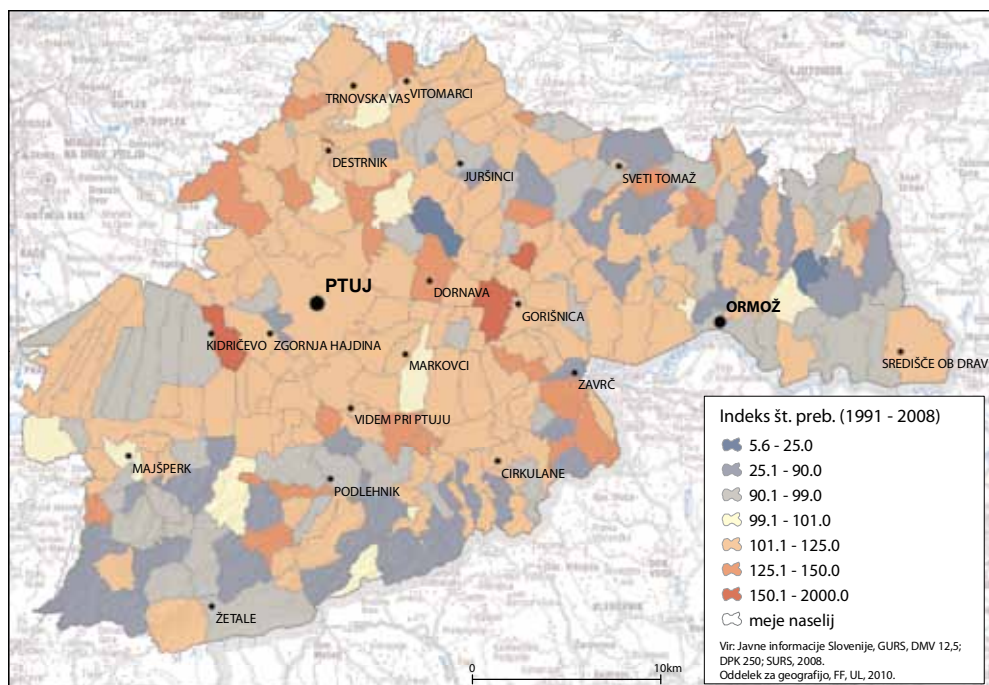 TRNOVSKA VAS
VITOMARCI
DESTRNIK
JURŠINCI
SVETI TOMAŽ
PTUJ
DORNAVA
GORIŠNICA
ORMOŽ
KIDRIČEVO
ZGORNJA HAJDINA
MARKOVCI
SREDIŠČE OB DRAV
ZAVRČ
VIDEM PRI PTUJU
MAJŠPERK
CIRKULANE
PODLEHNIK
ŽETALE
Indeks št. preb. (1991 - 2008)
5.6 - 25.0
25.1 - 90.0
90.1 - 99.0
99.1 - 101.0
101.1 - 125.0
125.1 - 150.0
150.1 - 2000.0
meje naselij
Vir: Javne informacije Slovenije, GURS, DMV 12,5;
DPK 250; SURS, 2008.
Oddelek za geografijo, FF, UL, 2010.
0 10km